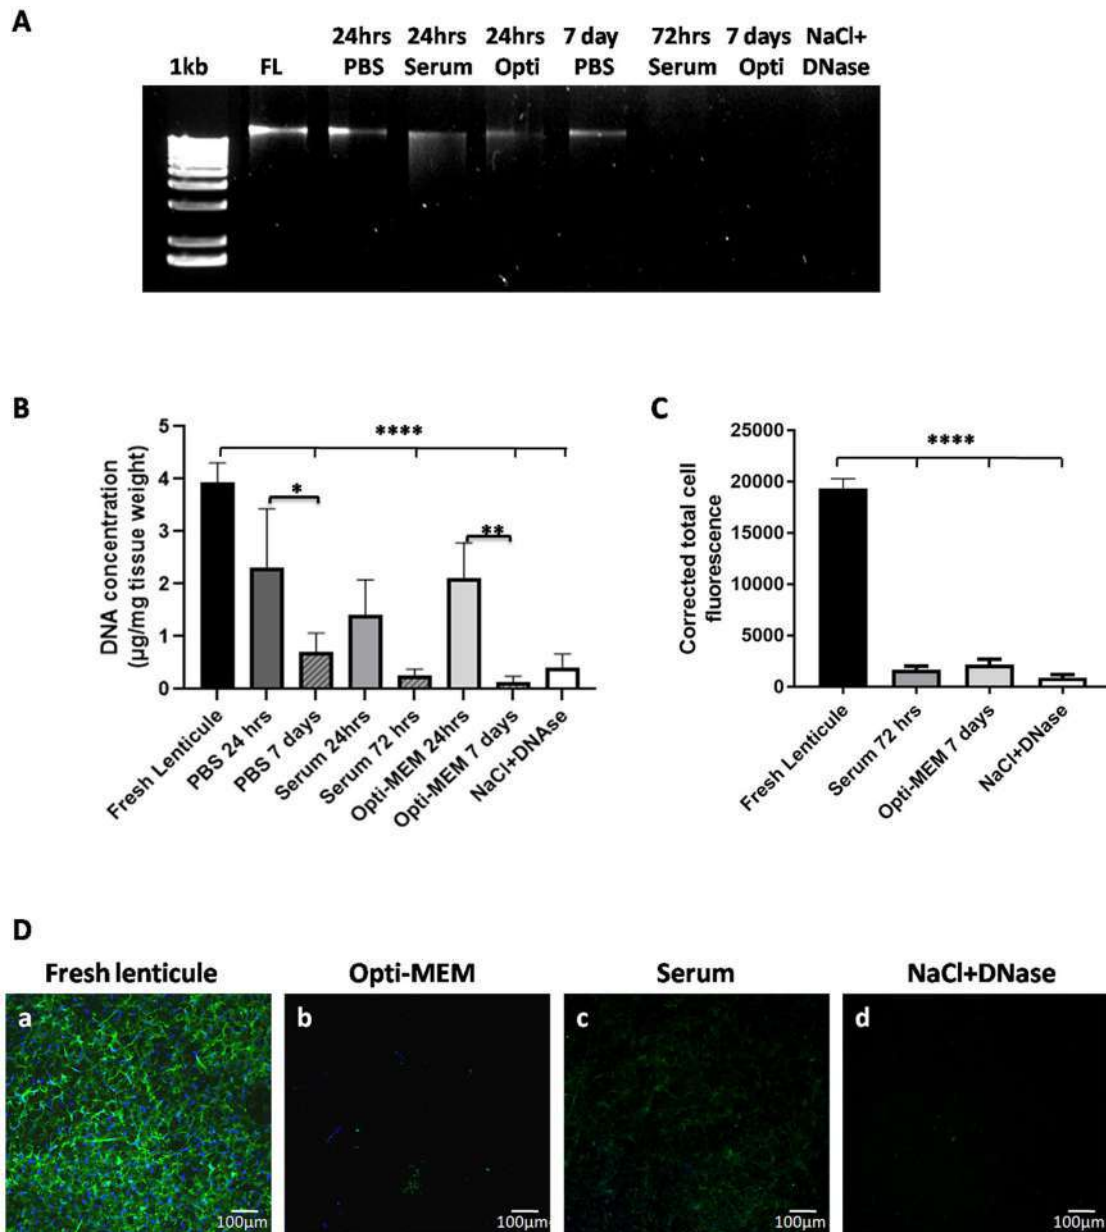 A
24hrs 24hrs 24hrs 7 day 72hrs 7 days NaCl+
1kb FL PBS Serum Opti PBS Serum Opti DNase
B
5
4
3
2
1
0
DNA concentration
(µg/mg tissue weight)
****
*
**
Fresh Lenticule
PBS 24 hrs
PBS 7 days
Serum 24hrs
Serum 72 hrs
Opti-MEM 24hrs
Opti-MEM 7 days
NaCl+DNAse
C
25000
20000
15000
10000
5000
0
Corrected total cell
fluorescence
****
Fresh Lenticule
Serum 72 hrs
Opti-MEM 7 days
NaCl+DNase
D
Fresh lenticule Opti-MEM Serum NaCl+DNase
a b c d
100µm 100µm 100µm 100µm